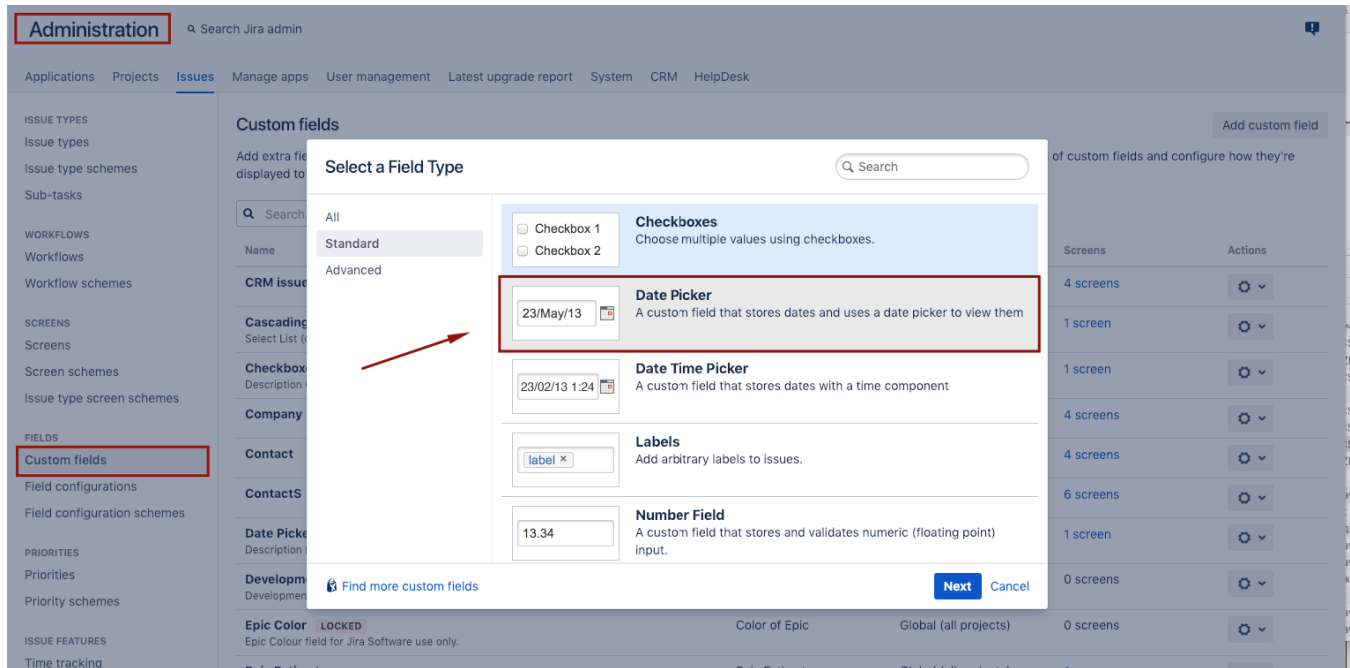 Administration
Search Jira admin
Applications Projects Issues Manage apps User management Latest upgrade report System CRM HelpDesk
ISSUE TYPES
Issue types
Issue type schemes
Sub-tasks
WORKFLOWS
Workflows
Workflow schemes
SCREENS
Screens
Screen schemes
Issue type screen schemes
FIELDS
Custom fields
Field configurations
Field configuration schemes
PRIORITIES
Priorities
Priority schemes
ISSUE FEATURES
Time tracking
Custom fields
Add custom field
Add extra fie
of custom fields and configure how they're
displayed to
Search
Name Screens Actions
CRM issue 4 screens
Cascading 1 screen
Select List (
Checkbox 1 screen
Description
Company 4 screens
Contact 4 screens
ContactS 6 screens
Date Picke 1 screen
Description
Developm 0 screens
Developmen
Epic Color LOCKED Color of Epic Global (all projects) 0 screens
Epic Colour field for Jira Software use only.
Select a Field Type
Search
All
Standard
Advanced
Checkbox 1
Checkbox 2
Checkboxes
Choose multiple values using checkboxes.
23/May/13
Date Picker
A custom field that stores dates and uses a date picker to view them
23/02/13 1:24
Date Time Picker
A custom field that stores dates with a time component
label ×
Labels
Add arbitrary labels to issues.
13.34
Number Field
A custom field that stores and validates numeric (floating point)
input.
Find more custom fields
Next Cancel